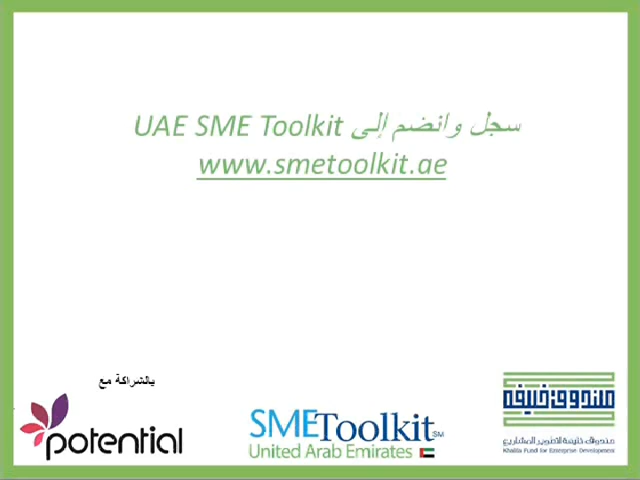 سجل وانضم إلى UAE SME Toolkit
www.smetoolkit.ae
بالشراكة مع
potential
SMEToolkit SM
United Arab Emirates
صندوق خليفة
صندوق خليفة لتطوير المشاريع
Khalifa Fund for Enterprise Development